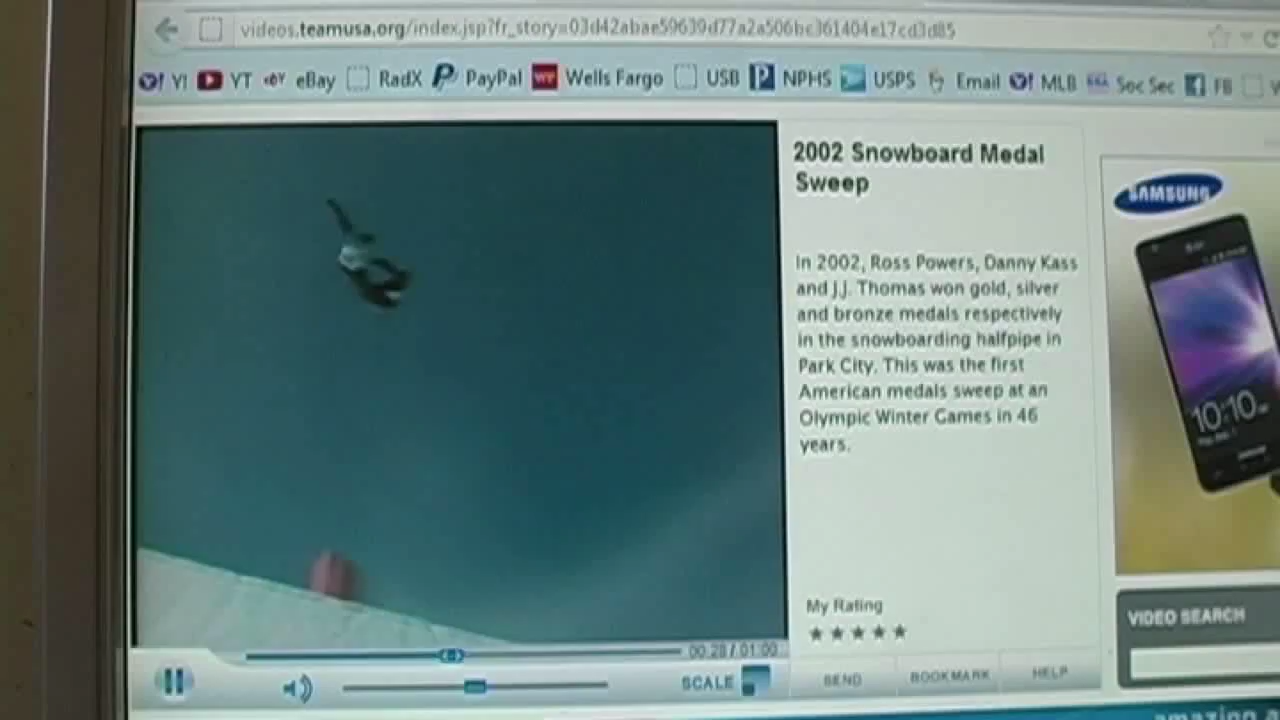 videos.teamusa.org/index.jsp?fr_story=03d42abae59639d77a2a506bc361404e17cd3d85
Y! YT eBay RadX PayPal WF Wells Fargo USB NPHS USPS Email MLB SSA Soc Sec FB
2002 Snowboard Medal
Sweep
In 2002, Ross Powers, Danny Kass
and J.J. Thomas won gold, silver
and bronze medals respectively
in the snowboarding halfpipe in
Park City. This was the first
American medals sweep at an
Olympic Winter Games in 46
years.
My Rating
SAMSUNG
10:10
VIDEO SEARCH
00:28 / 01:00
SCALE
SEND BOOKMARK HELP
amazing